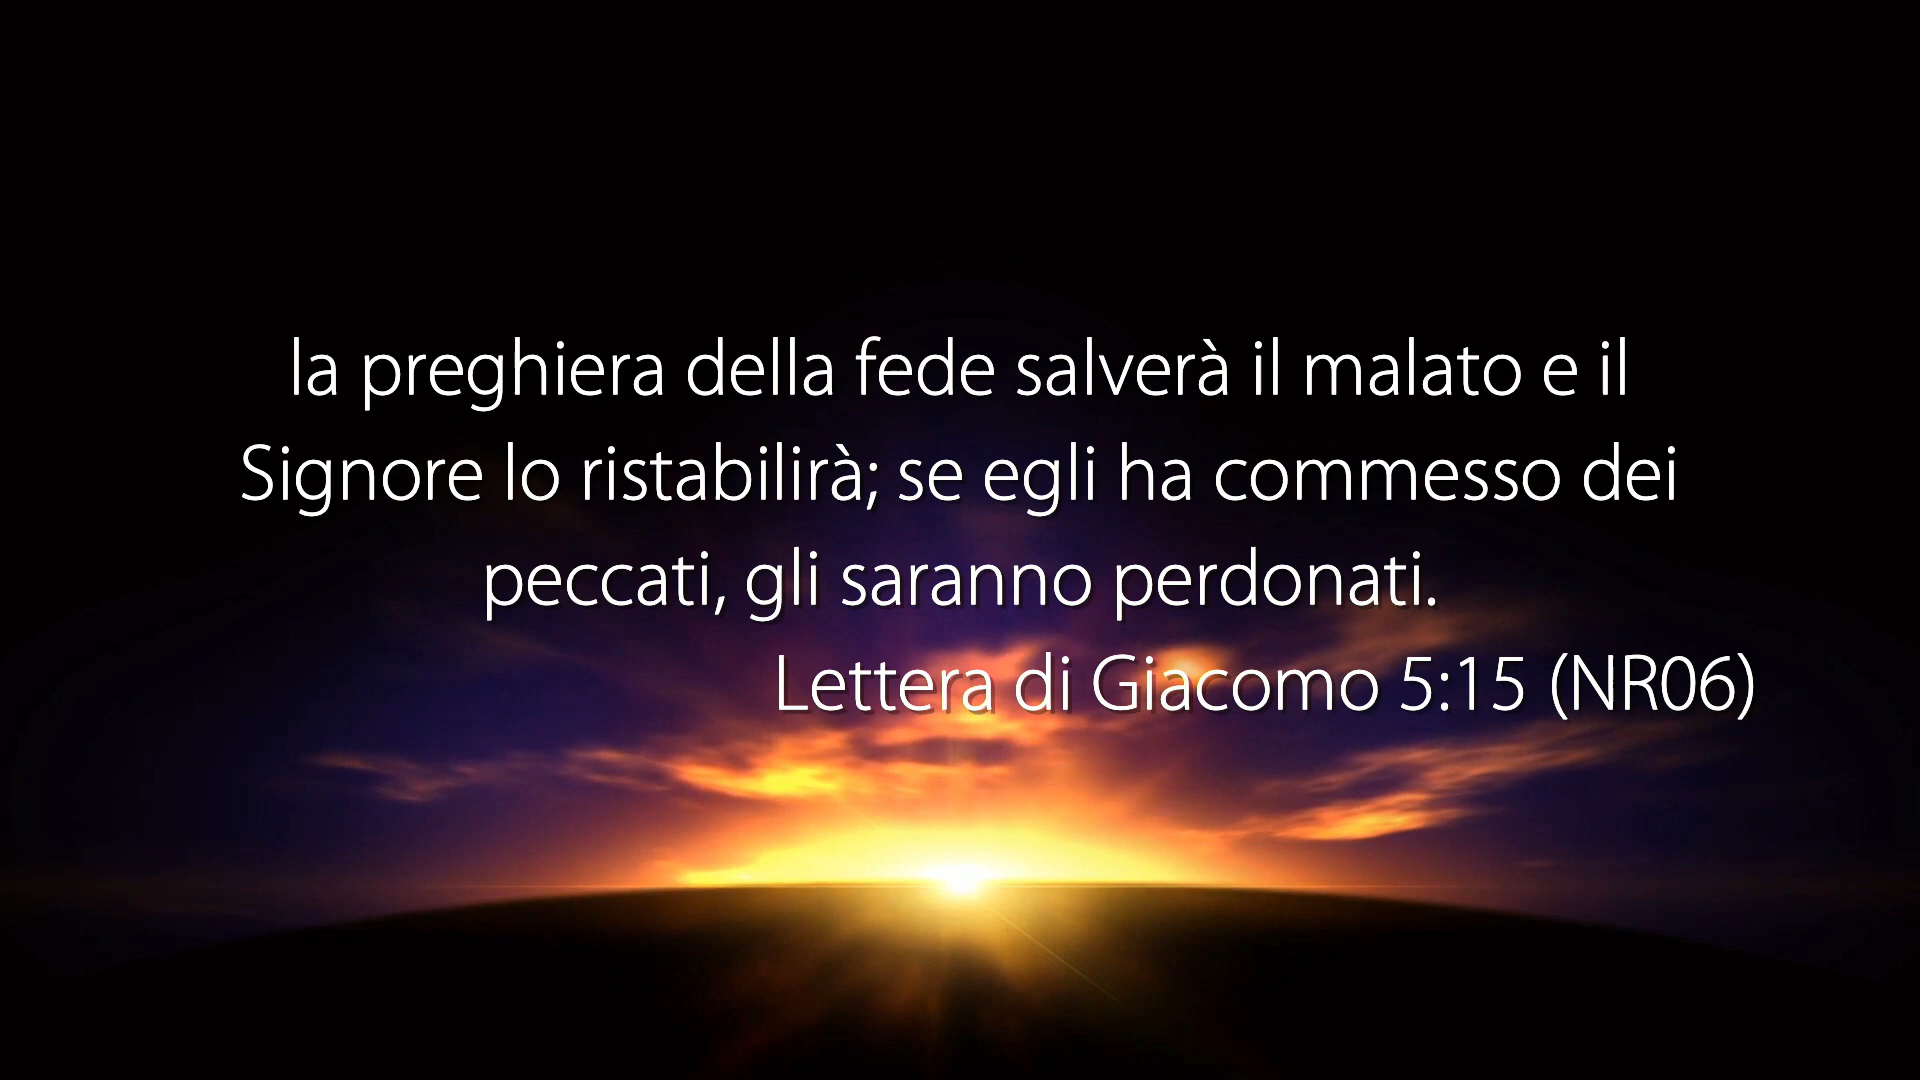 la preghiera della fede salverà il malato e il
Signore lo ristabilirà; se egli ha commesso dei
peccati, gli saranno perdonati.
Lettera di Giacomo 5:15 (NR06)